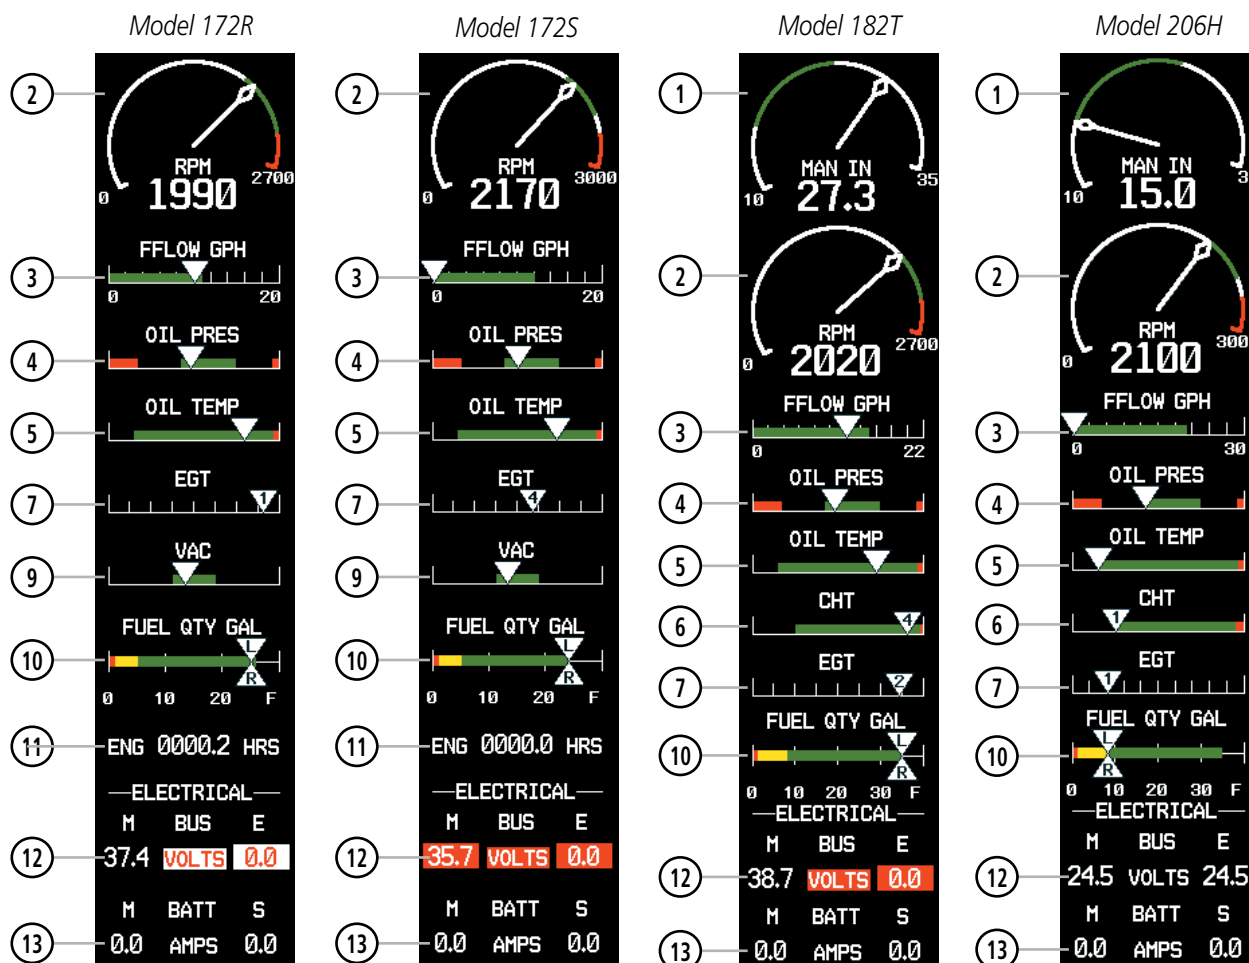 Model 172R
2
RPM
1990
0
2700
3
FFLOW GPH
0 20
4
OIL PRES
5
OIL TEMP
7
EGT
1
9
VAC
10
FUEL QTY GAL
L
R
0 10 20 F
11
ENG 0000.2 HRS
ELECTRICAL
M BUS E
12
37.4 VOLTS 0.0
M BATT S
13
0.0 AMPS 0.0
Model 172S
2
RPM
2170
0
3000
3
FFLOW GPH
0 20
4
OIL PRES
5
OIL TEMP
7
EGT
4
9
VAC
10
FUEL QTY GAL
L
R
0 10 20 F
11
ENG 0000.0 HRS
ELECTRICAL
M BUS E
12
35.7 VOLTS 0.0
M BATT S
13
0.0 AMPS 0.0
Model 182T
1
MAN IN
27.3
10
35
2
RPM
2020
0
2700
3
FFLOW GPH
0 22
4
OIL PRES
5
OIL TEMP
6
CHT
4
7
EGT
2
10
FUEL QTY GAL
L
R
0 10 20 30 F
ELECTRICAL
M BUS E
12
38.7 VOLTS 0.0
M BATT S
13
0.0 AMPS 0.0
Model 206H
1
MAN IN
15.0
10
3
2
RPM
2100
0
300
3
FFLOW GPH
0 30
4
OIL PRES
5
OIL TEMP
6
CHT
1
7
EGT
1
10
FUEL QTY GAL
L
R
0 10 20 30 F
ELECTRICAL
M BUS E
12
24.5 VOLTS 24.5
M BATT S
13
0.0 AMPS 0.0